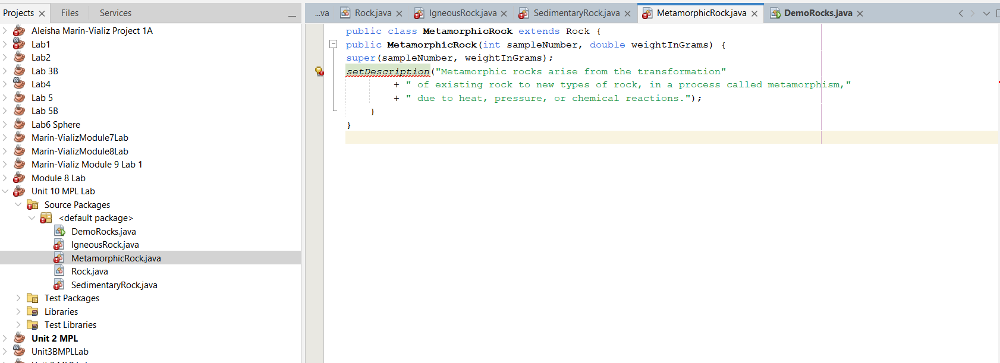 Projects
Files
Services
...va
Rock.java
IgneousRock.java
SedimentaryRock.java
MetamorphicRock.java
DemoRocks.java
Aleisha Marin-Vializ Project 1A
Lab1
Lab2
Lab 3B
Lab4
Lab 5
Lab 5B
Lab6 Sphere
Marin-VializModule7Lab
Marin-VializModule8Lab
Marin-Vializ Module 9 Lab 1
Module 8 Lab
Unit 10 MPL Lab
Source Packages
<default package>
DemoRocks.java
IgneousRock.java
MetamorphicRock.java
Rock.java
SedimentaryRock.java
Test Packages
Libraries
Test Libraries
Unit 2 MPL
Unit3BMPLLab
public class MetamorphicRock extends Rock {
public MetamorphicRock(int sampleNumber, double weightInGrams) {
super(sampleNumber, weightInGrams);
setDescription("Metamorphic rocks arise from the transformation"
+ " of existing rock to new types of rock, in a process called metamorphism,"
+ " due to heat, pressure, or chemical reactions.");
}
}